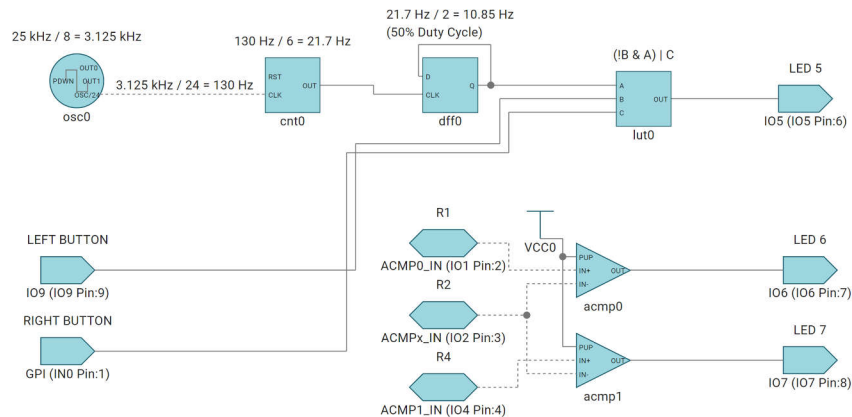 25 kHz / 8 = 3.125 kHz
OUT0
PDWN
OUT1
OSC/24
osc0
3.125 kHz / 24 = 130 Hz
130 Hz / 6 = 21.7 Hz
RST
OUT
CLK
cnt0
21.7 Hz / 2 = 10.85 Hz
(50% Duty Cycle)
D
Q
CLK
dff0
(!B & A) | C
A
B
OUT
C
lut0
LED 5
IO5 (IO5 Pin:6)
LEFT BUTTON
IO9 (IO9 Pin:9)
RIGHT BUTTON
GPI (IN0 Pin:1)
R1
ACMP0_IN (IO1 Pin:2)
R2
ACMPx_IN (IO2 Pin:3)
R4
ACMP1_IN (IO4 Pin:4)
VCC0
PUP
IN+
OUT
IN-
acmp0
PUP
IN+
OUT
IN-
acmp1
LED 6
IO6 (IO6 Pin:7)
LED 7
IO7 (IO7 Pin:8)